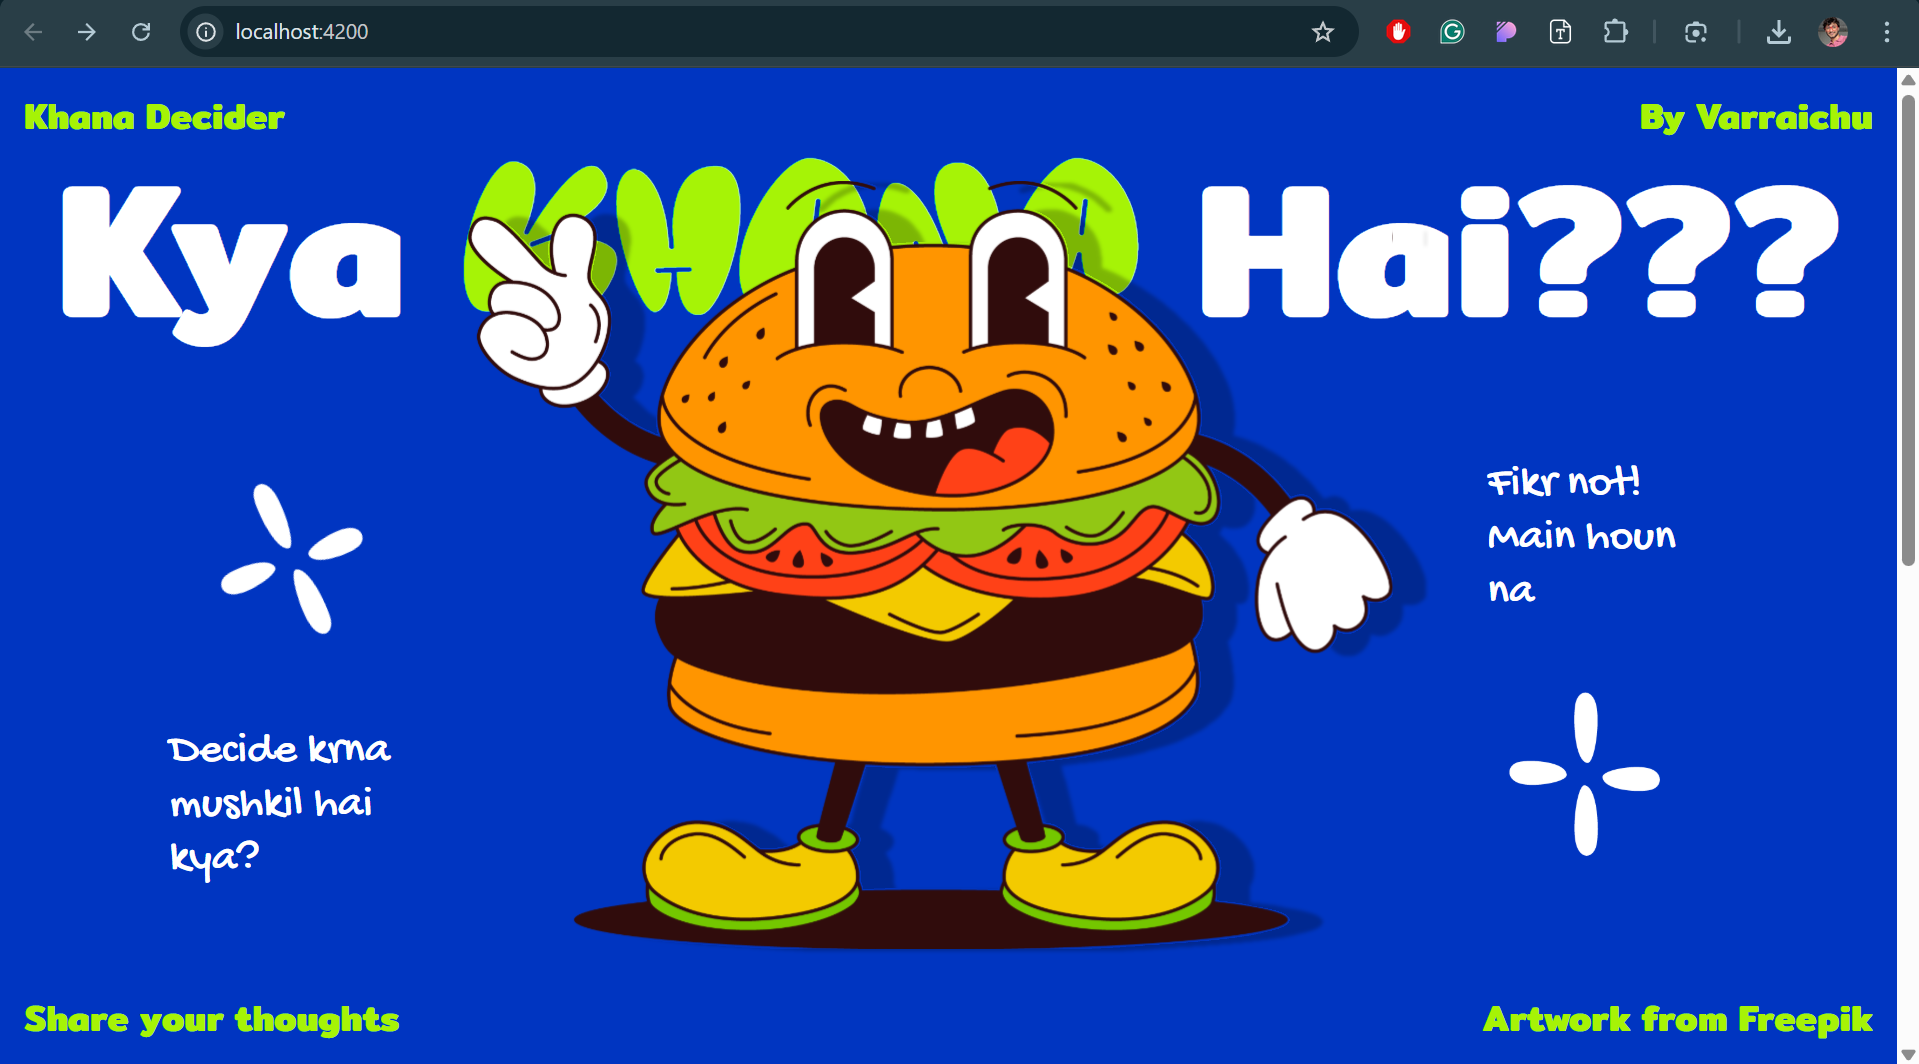 localhost:4200
Khana Decider
By Varraichu
Kya KHANA Hai???
Fikr not!
Main houn
na
Decide krna
mushkil hai
kya?
Share your thoughts
Artwork from Freepik